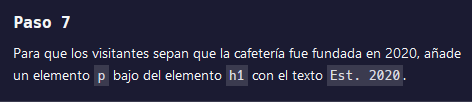 Paso 7
Para que los visitantes sepan que la cafetería fue fundada en 2020, añade
un elemento p bajo del elemento h1 con el texto Est. 2020.